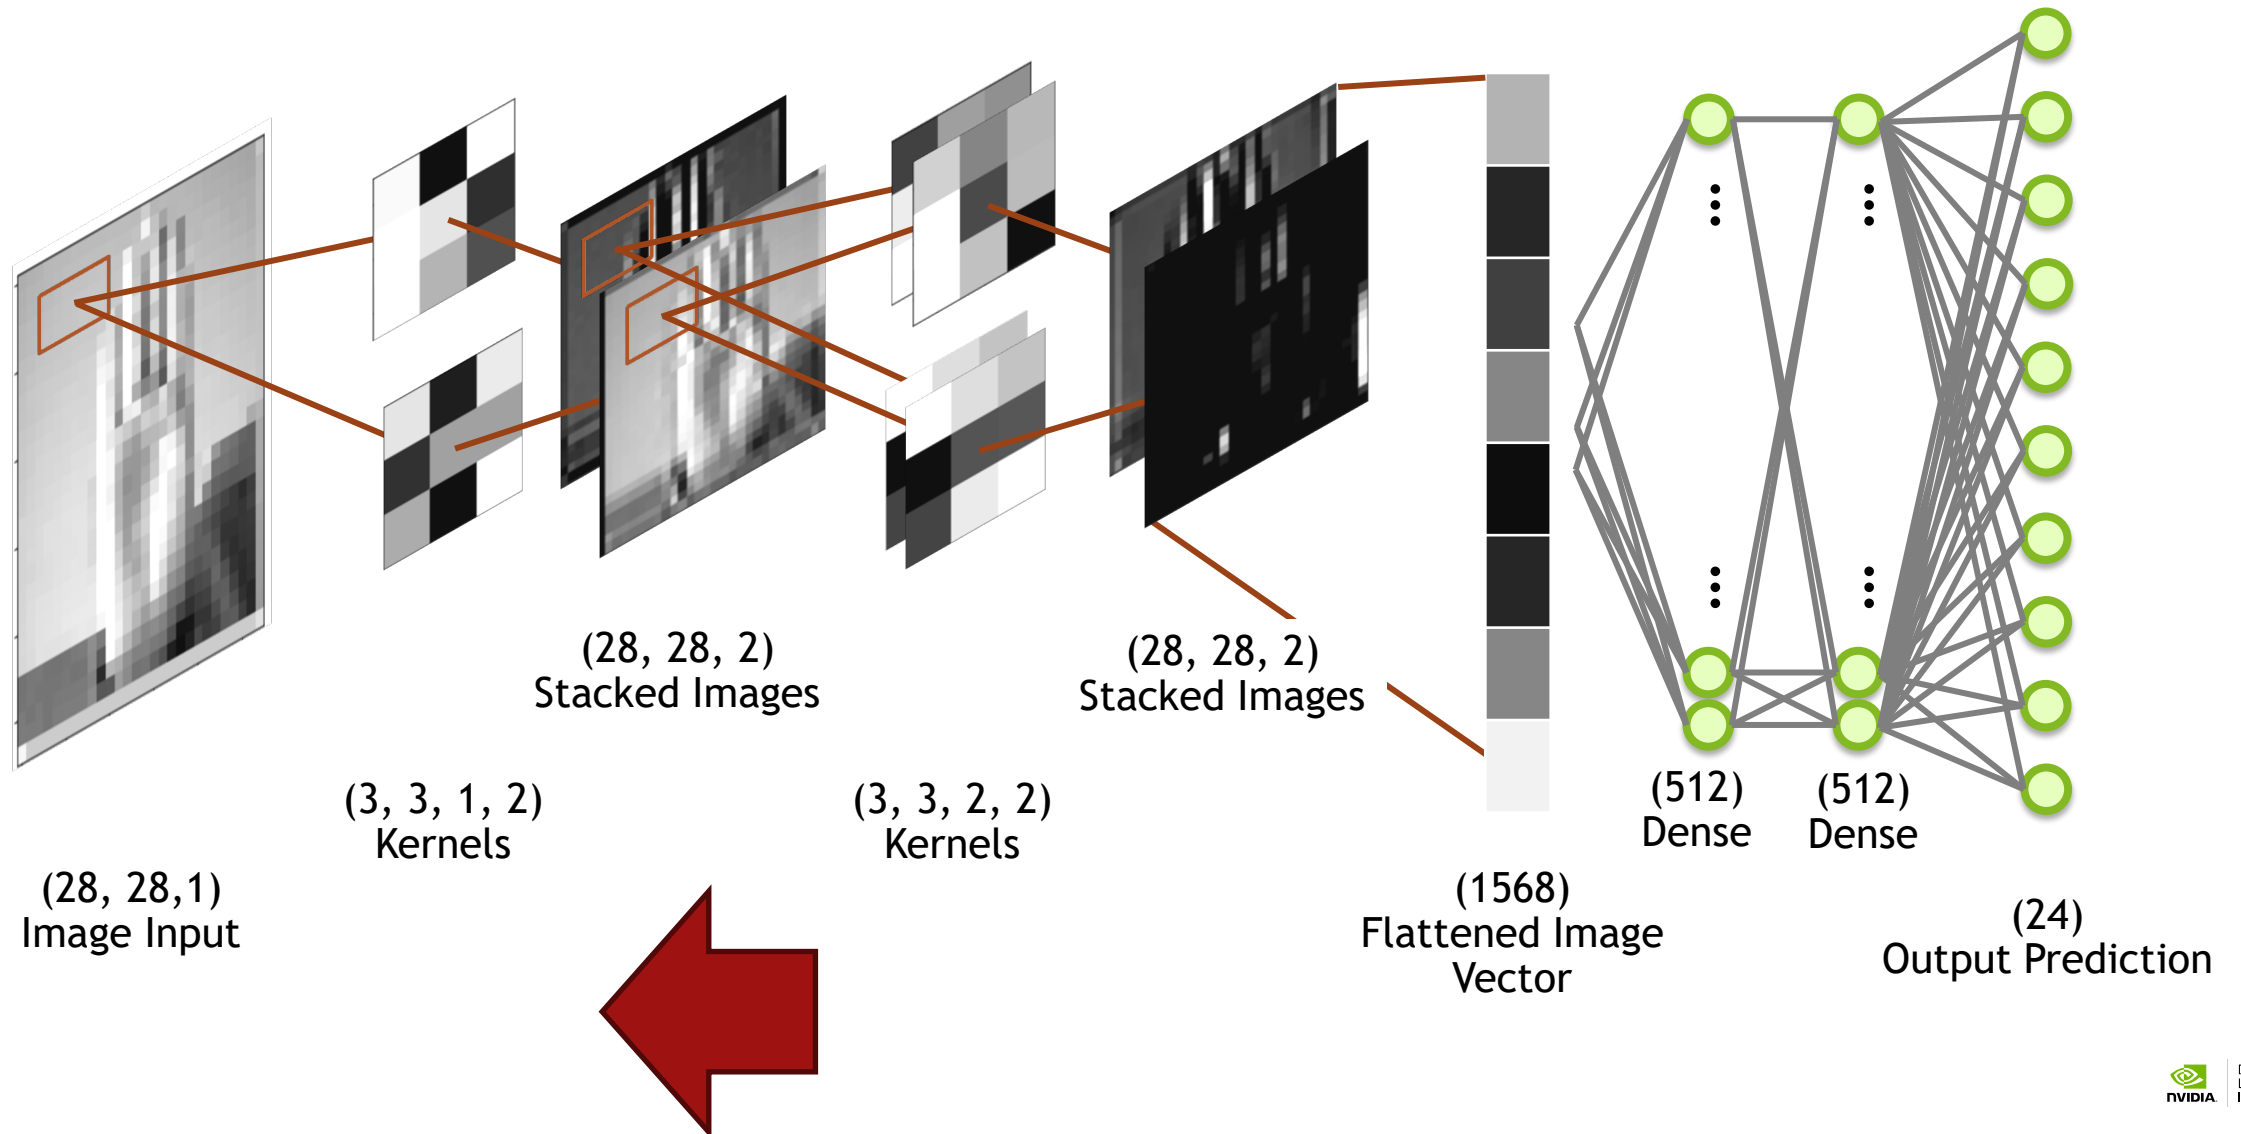 (28, 28, 2)
Stacked Images
(28, 28, 2)
Stacked Images
(3, 3, 1, 2)
Kernels
(3, 3, 2, 2)
Kernels
(512)
Dense
(512)
Dense
(28, 28,1)
Image Input
(1568)
Flattened Image
Vector
(24)
Output Prediction
NVIDIA